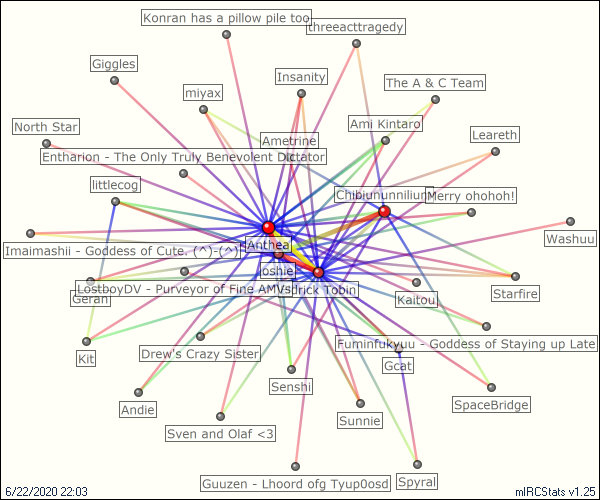 Konran has a pillow pile too
threeacttragedy
Giggles
Insanity
The A & C Team
miyax
North Star
Ami Kintaro
Leareth
Ametrine
Entharion - The Only Truly Benevolent Dictator
littlecog
Chibinununilium
Merry ohohoh!
Washuu
Imaimashii - Goddess of Cute. (^)-(^)
Anthea
oshie
LostboyDV - Purveyor of Fine AMVs
drick Tobin
Geran
Kaitou
Starfire
Kit
Drew's Crazy Sister
Fuminfukyuu - Goddess of Staying up Late
Gcat
Senshi
Andie
Sunnie
SpaceBridge
Sven and Olaf <3
Guuzen - Lhoord ofg Tyup0osd
Spyral
6/22/2020 22:03
mIRCStats v1.25